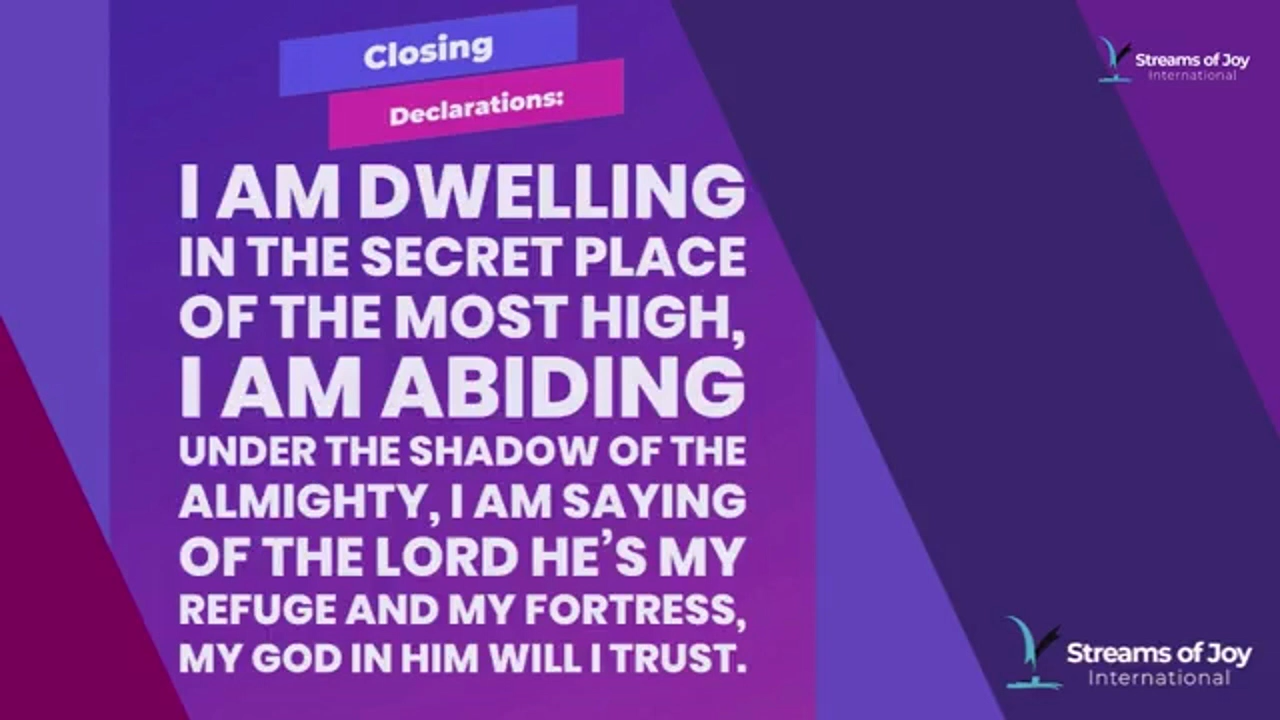 Closing
Declarations:
I AM DWELLING
IN THE SECRET PLACE
OF THE MOST HIGH,
I AM ABIDING
UNDER THE SHADOW OF THE
ALMIGHTY, I AM SAYING
OF THE LORD HE’S MY
REFUGE AND MY FORTRESS,
MY GOD IN HIM WILL I TRUST.
Streams of Joy
International
Streams of Joy
International